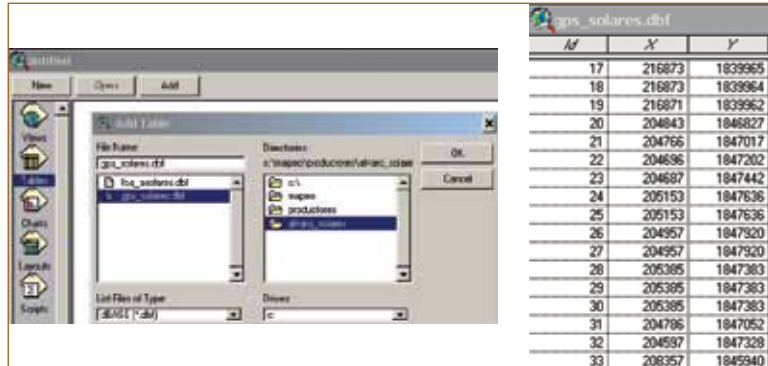 Untitled
New Open Add
Views
Tables
Charts
Layouts
Scripts
Add Table
File Name
gps_solares.dbf
gps_solares.dbf
List Files of Type
dBASE (*.dbf)
Directories
c:\
mapeo
productores
Drives
c:
OK
Cancel
gps_solares.dbf
Id X Y
17 216873 1839965
18 216873 1839964
19 216871 1839962
20 204843 1846827
21 204766 1847017
22 204696 1847202
23 204687 1847442
24 205153 1847636
25 205153 1847636
26 204957 1847920
27 204957 1847920
28 205385 1847383
29 205385 1847383
30 205385 1847383
31 204786 1847052
32 204597 1847328
33 208357 1845940